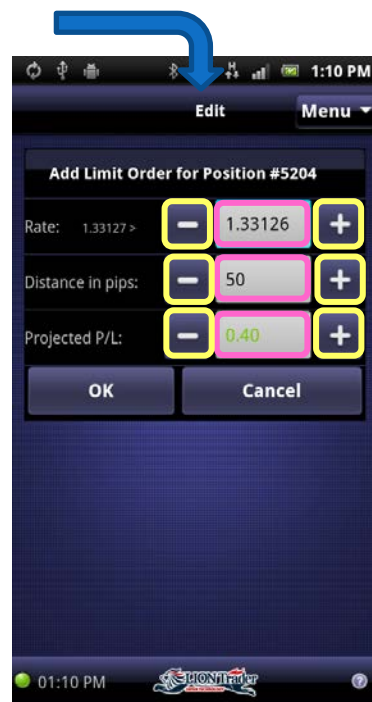 1:10 PM
Edit
Menu
Add Limit Order for Position #5204
Rate: 1.33127 > 1.33126
Distance in pips: 50
Projected P/L: 0.40
OK Cancel
01:10 PM LIONTrader ?